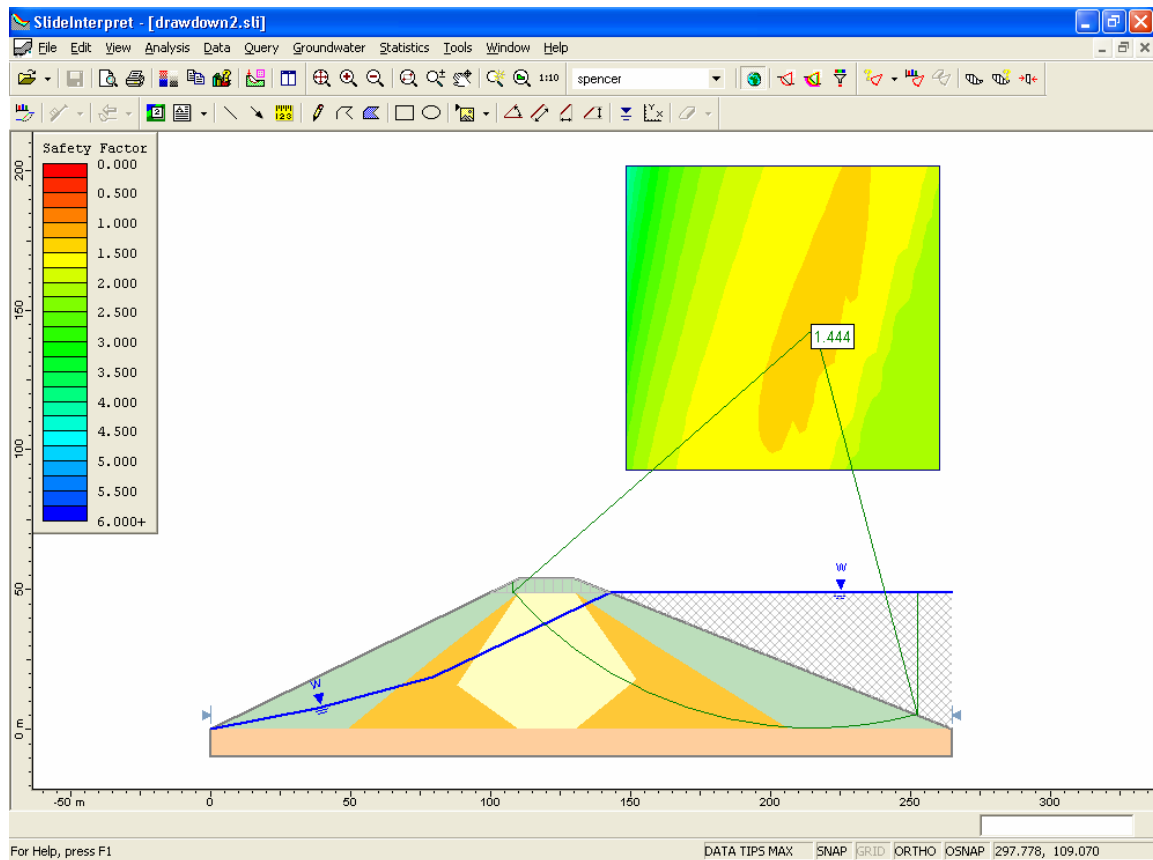 SlideInterpret - [drawdown2.sli]
File Edit View Analysis Data Query Groundwater Statistics Tools Window Help
1:10 spencer
Safety Factor
0.000
0.500
1.000
1.500
2.000
2.500
3.000
3.500
4.000
4.500
5.000
5.500
6.000+
200
150
100
50
0 m
1.444
W
W
-50 m 0 50 100 150 200 250 300
For Help, press F1 DATA TIPS MAX SNAP GRID ORTHO OSNAP 297.778, 109.070